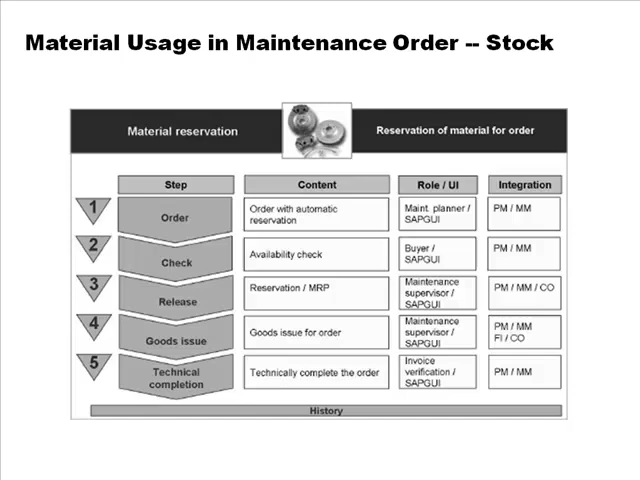 Material Usage in Maintenance Order -- Stock
Material reservation
Reservation of material for order
Step
Content
Role / UI
Integration
1
Order
Order with automatic
reservation
Maint. planner /
SAPGUI
PM / MM
2
Check
Availability check
Buyer /
SAPGUI
PM / MM
3
Release
Reservation / MRP
Maintenance
supervisor /
SAPGUI
PM / MM / CO
4
Goods issue
Goods issue for order
Maintenance
supervisor /
SAPGUI
PM / MM
FI / CO
5
Technical
completion
Technically complete the order
Invoice
verification /
SAPGUI
PM / MM
History